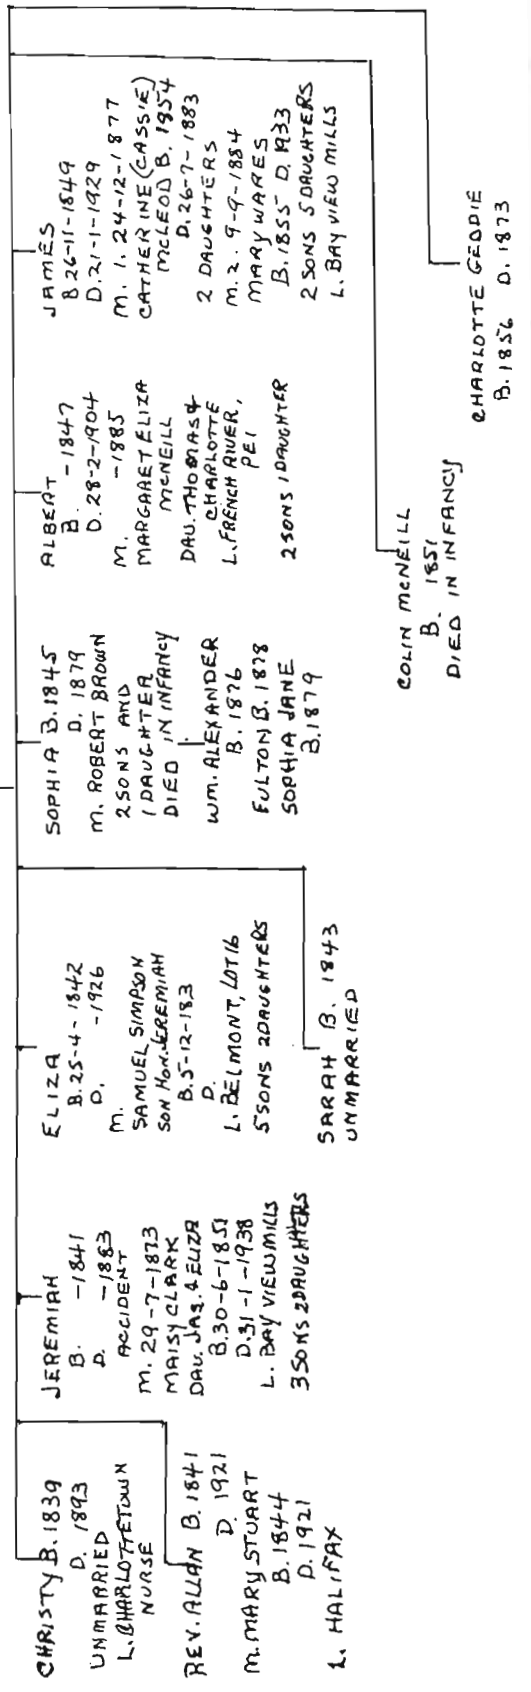 CHRISTY B. 1839
D. 1893
UNMARRIED
L. CHARLOTTETOWN
NURSE
REV. ALLAN B. 1841
D. 1921
M. MARY STUART
B. 1844
D. 1921
L. HALIFAX
JEREMIAH
B. -1841
D. -1883
ACCIDENT
M. 29-7-1873
MAISY CLARK
DAU. JAS. & ELIZA
B. 30-6-1851
D. 31-1-1938
L. BAY VIEW MILLS
3 SONS 2 DAUGHTERS
ELIZA
B. 25-4-1842
D. -1926
M.
SAMUEL SIMPSON
SON HON. JEREMIAH
B. 5-12-183
D.
L. BELMONT, LOT 16
5 SONS 2 DAUGHTERS
SARAH B. 1843
UNMARRIED
SOPHIA B. 1845
D. 1879
M. ROBERT BROWN
2 SONS AND
1 DAUGHTER
DIED IN INFANCY
WM. ALEXANDER
B. 1876
FULTON B. 1878
SOPHIA JANE
B. 1879
ALBERT
B. -1847
D. 28-2-1904
M. -1885
MARGARET ELIZA
MCNEILL
DAU. THOMAS &
CHARLOTTE
L. FRENCH RIVER,
PEI
2 SONS 1 DAUGHTER
COLIN MCNEILL
B. 1851
DIED IN INFANCY
JAMES
B 26-11-1849
D. 21-1-1929
M. 1. 24-12-1877
CATHERINE (CASSIE)
MCLEOD B. 1854
D. 26-7-1883
2 DAUGHTERS
M. 2. 9-9-1884
MARY WARES
B. 1855 D. 1933
2 SONS 5 DAUGHTERS
L. BAY VIEW MILLS
CHARLOTTE GEDDIE
B. 1856 D. 1873